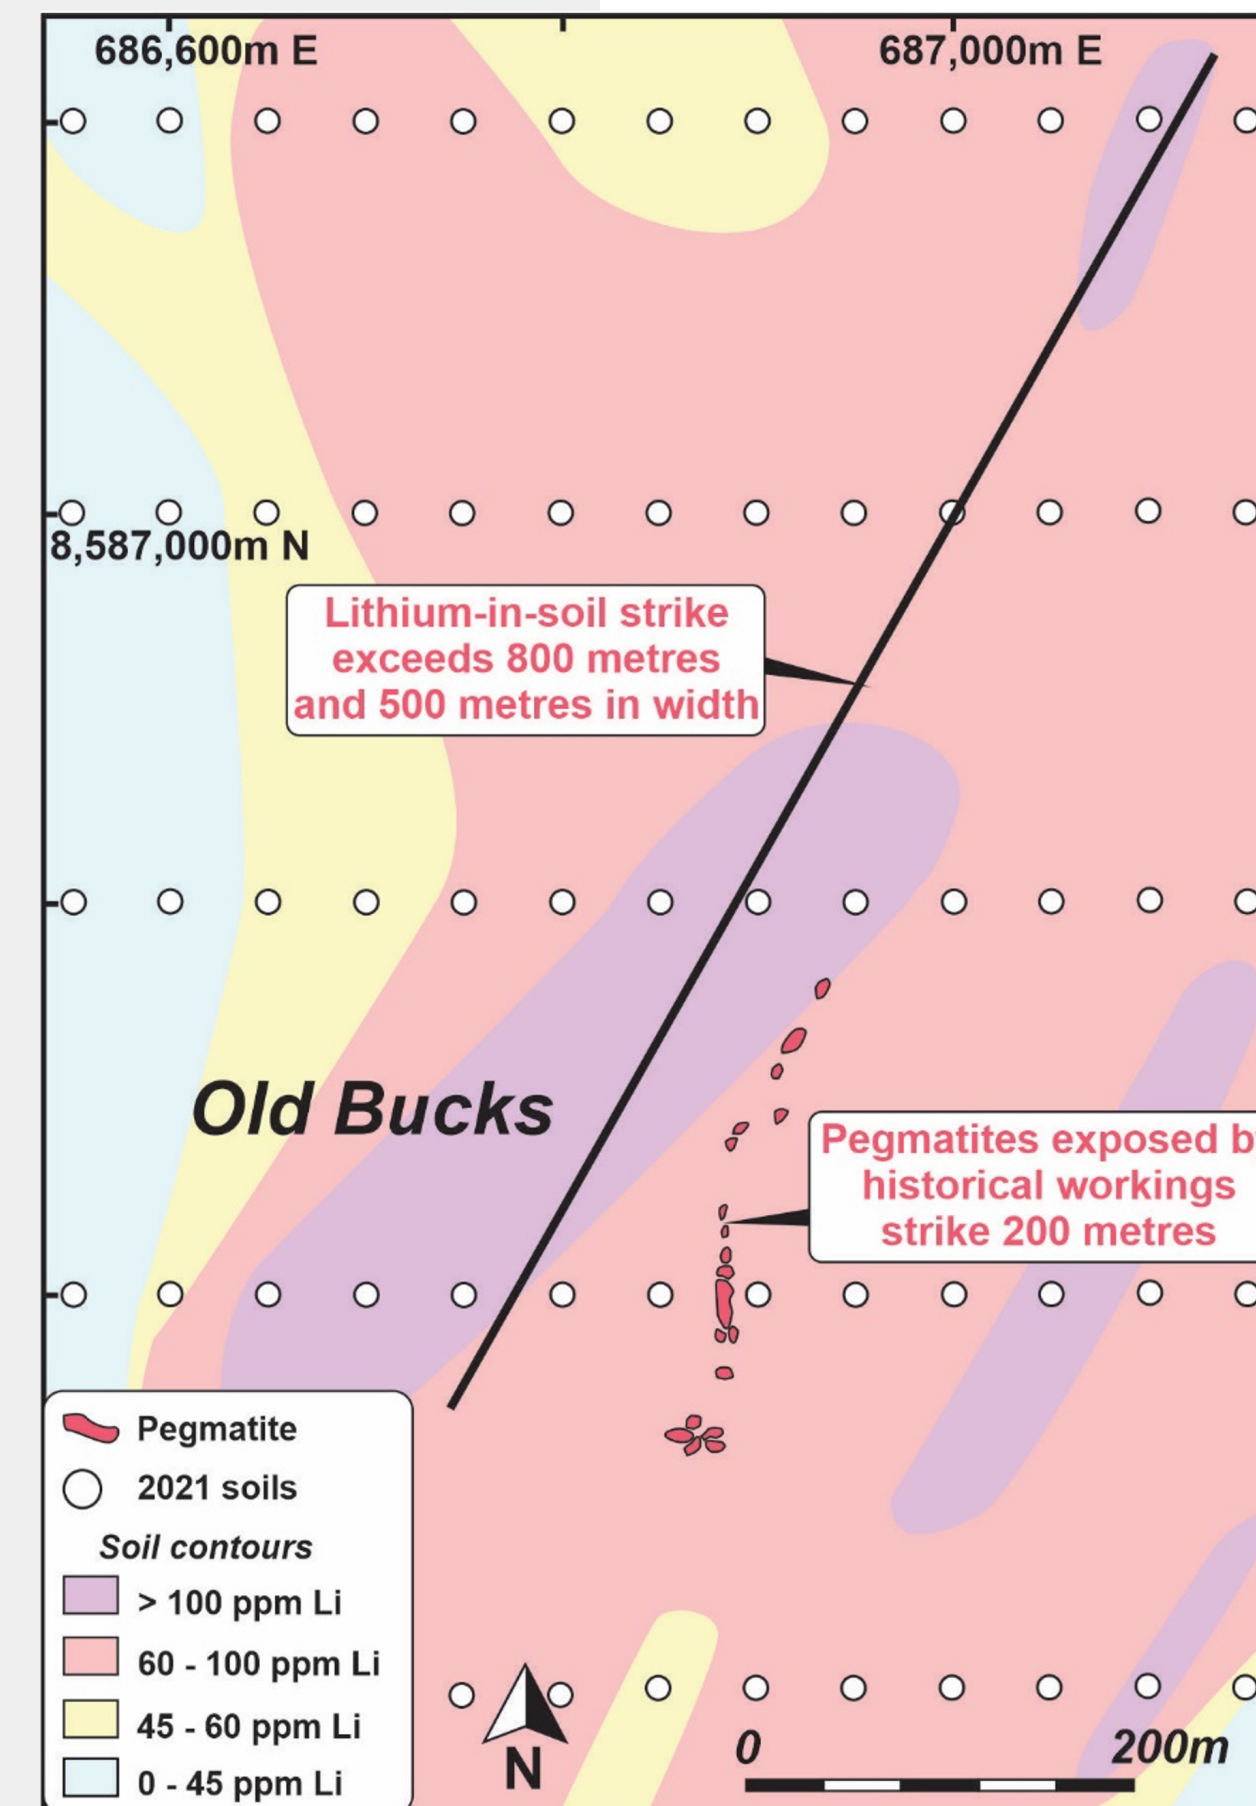 686,600m E
687,000m E
8,587,000m N
Lithium-in-soil strike
exceeds 800 metres
and 500 metres in width
Old Bucks
Pegmatites exposed
historical workings
strike 200 metres
Pegmatite
2021 soils
Soil contours
> 100 ppm Li
60 - 100 ppm Li
45 - 60 ppm Li
0 - 45 ppm Li
N
0
200m